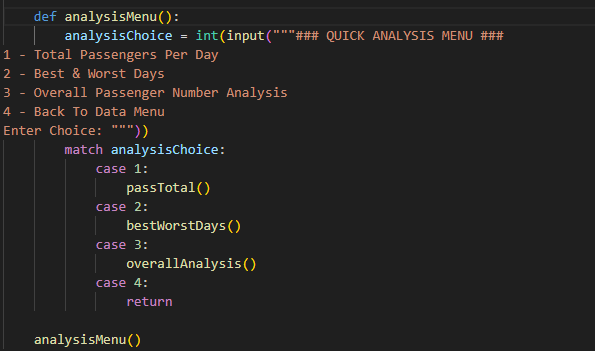 def analysisMenu():
analysisChoice = int(input("""### QUICK ANALYSIS MENU ###
1 - Total Passengers Per Day
2 - Best & Worst Days
3 - Overall Passenger Number Analysis
4 - Back To Data Menu
Enter Choice: """))
match analysisChoice:
case 1:
passTotal()
case 2:
bestWorstDays()
case 3:
overallAnalysis()
case 4:
return
analysisMenu()